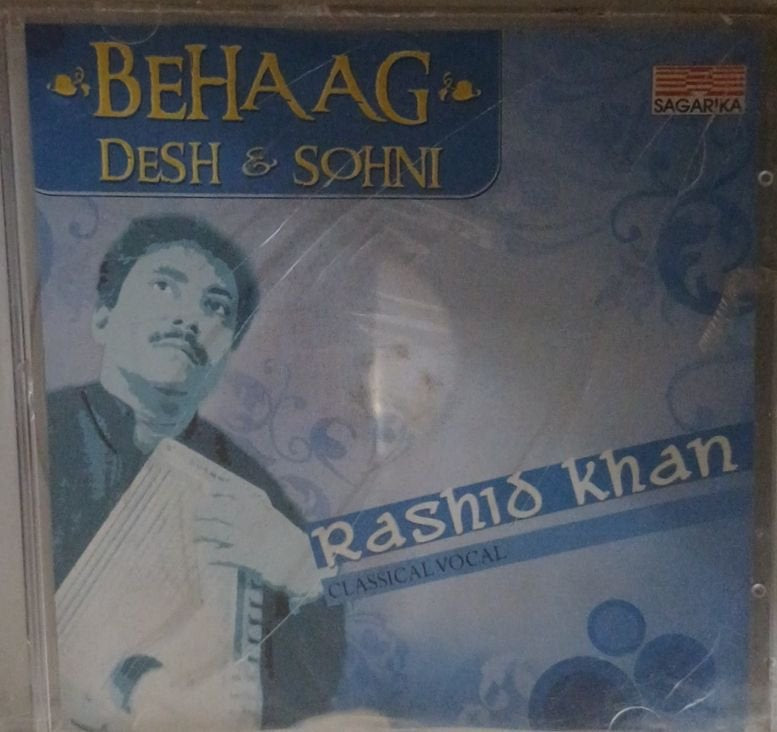 BEHAAG
DESH & SOHNI
SAGARIKA
Rashid Khan
CLASSICAL VOCAL